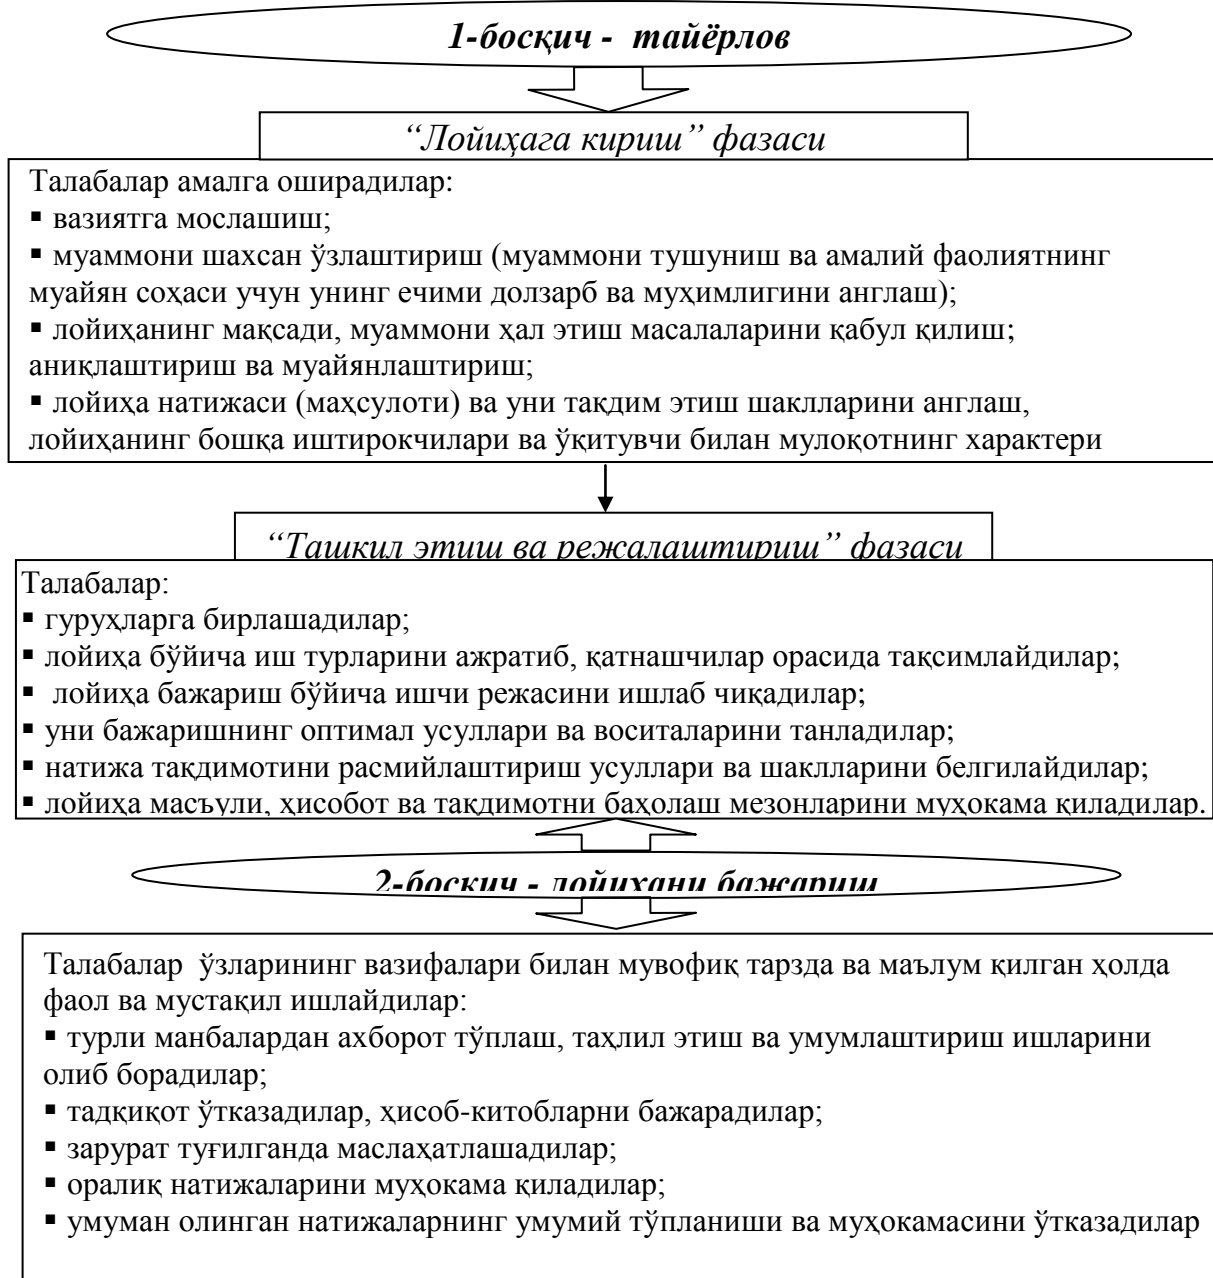 1-босқич - тайёрлов
“Лойиҳага кириш” фазаси
Талабалар амалга оширадилар:
▪ вазиятга мослашиш;
▪ муаммони шахсан ўзлаштириш (муаммони тушуниш ва амалий фаолиятнинг
муайян соҳаси учун унинг ечими долзарб ва муҳимлигини англаш);
▪ лойиҳанинг мақсади, муаммони ҳал этиш масалаларини қабул қилиш;
аниқлаштириш ва муайянлаштириш;
▪ лойиҳа натижаси (маҳсулоти) ва уни тақдим этиш шаклларини англаш,
лойиҳанинг бошқа иштирокчилари ва ўқитувчи билан мулоқотнинг характери
“Ташкил этиш ва режалаштириш” фазаси
Талабалар:
▪ гуруҳларга бирлашадилар;
▪ лойиҳа бўйича иш турларини ажратиб, қатнашчилар орасида тақсимлайдилар;
▪ лойиҳа бажариш бўйича ишчи режасини ишлаб чиқадилар;
▪ уни бажаришнинг оптимал усуллари ва воситаларини танладилар;
▪ натижа тақдимотини расмийлаштириш усуллари ва шаклларини белгилайдилар;
▪ лойиҳа масъули, ҳисобот ва тақдимотни баҳолаш мезонларини муҳокама қиладилар.
2-босқич - лойиҳани бажариш
Талабалар ўзларининг вазифалари билан мувофиқ тарзда ва маълум қилган ҳолда
фаол ва мустақил ишлайдилар:
▪ турли манбалардан ахборот тўплаш, таҳлил этиш ва умумлаштириш ишларини
олиб борадилар;
▪ тадқиқот ўтказадилар, ҳисоб-китобларни бажарадилар;
▪ зарурат туғилганда маслаҳатлашадилар;
▪ оралиқ натижаларини муҳокама қиладилар;
▪ умуман олинган натижаларнинг умумий тўпланиши ва муҳокамасини ўтказадилар